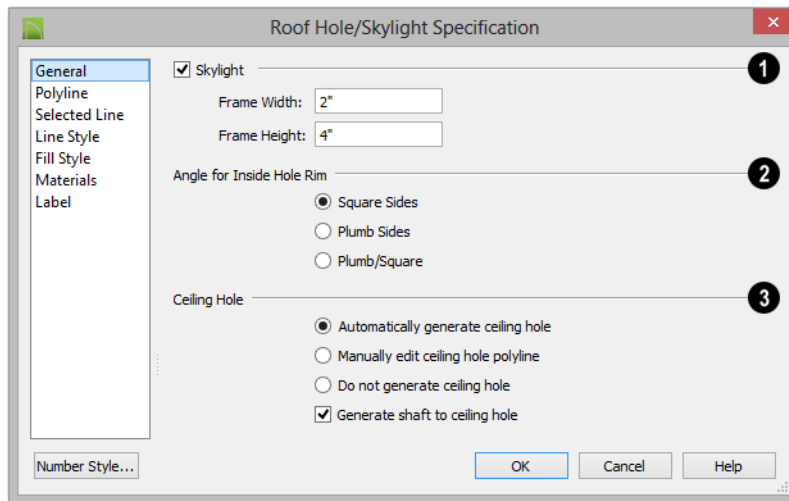 Roof Hole/Skylight Specification
General
Polyline
Selected Line
Line Style
Fill Style
Materials
Label
Skylight
1
Frame Width: 2"
Frame Height: 4"
Angle for Inside Hole Rim
2
Square Sides
Plumb Sides
Plumb/Square
Ceiling Hole
3
Automatically generate ceiling hole
Manually edit ceiling hole polyline
Do not generate ceiling hole
Generate shaft to ceiling hole
Number Style... OK Cancel Help